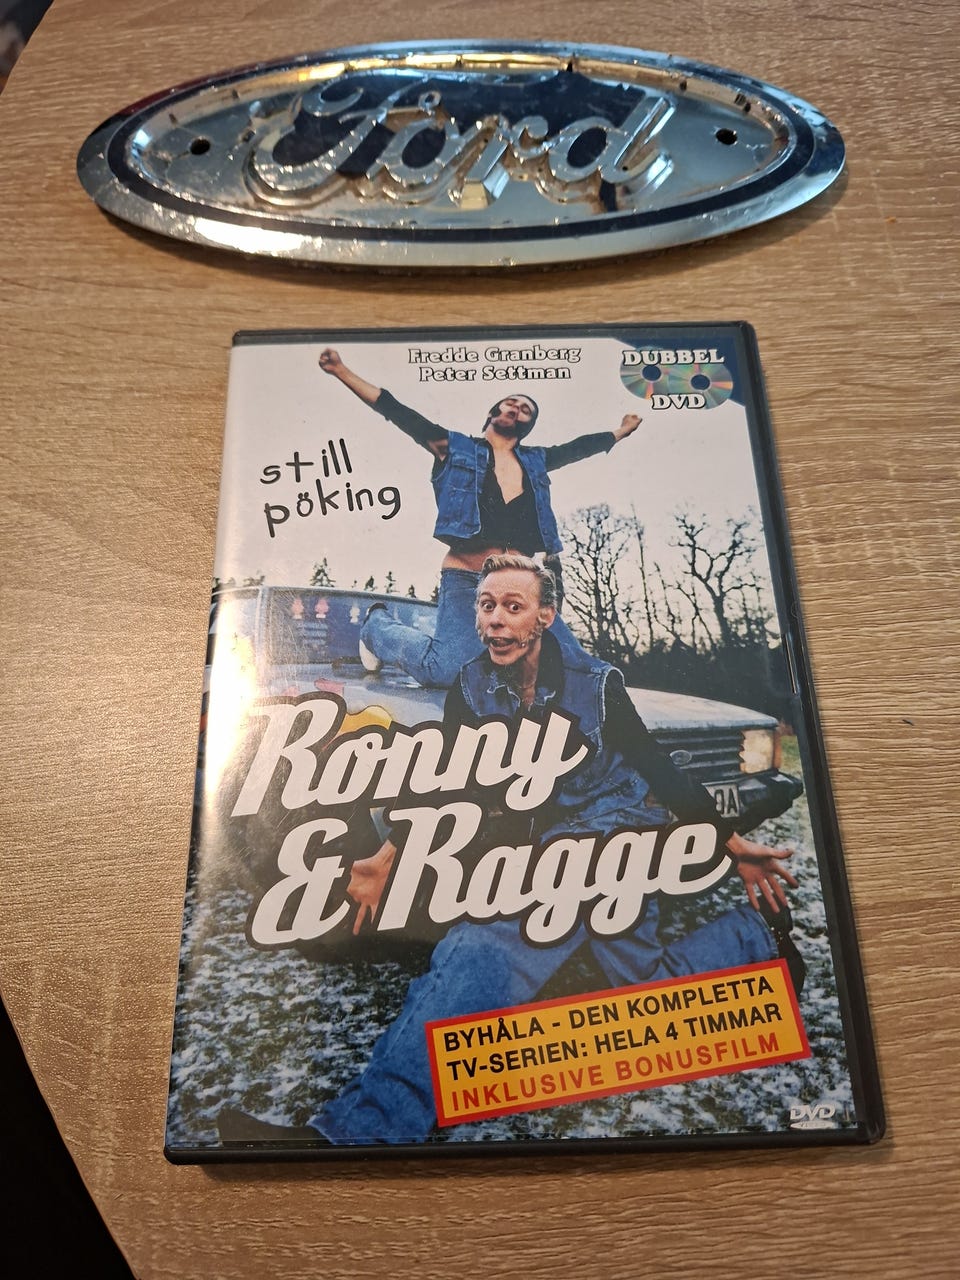 Ford
Fredde Granberg
Peter Settman
DUBBEL
DVD
still
pöking
Ronny
& Ragge
BYHÅLA - DEN KOMPLETTA
TV-SERIEN: HELA 4 TIMMAR
INKLUSIVE BONUSFILM
DVD
VIDEO